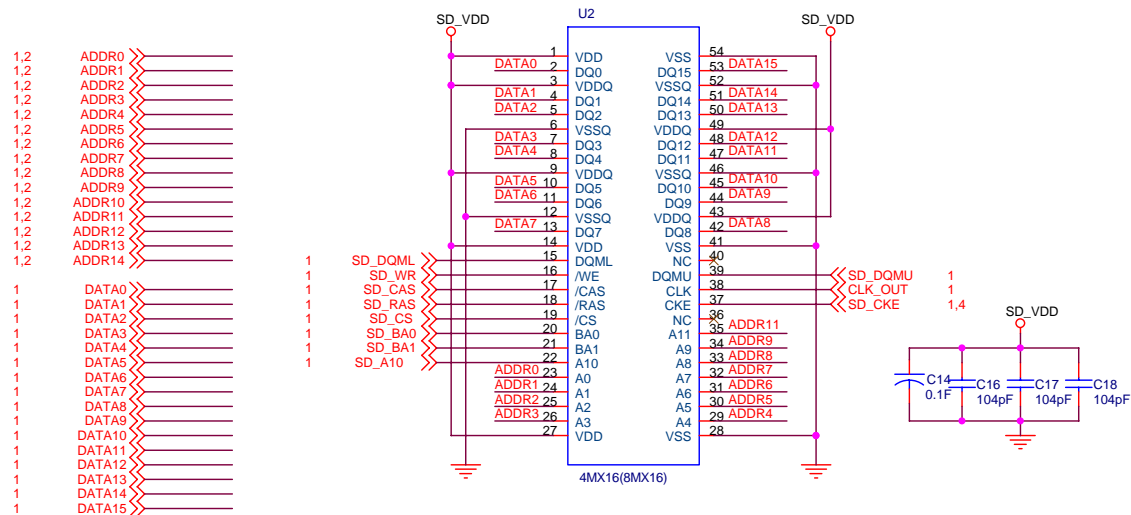 U2
SD_VDD
SD_VDD
1,2 ADDR0
1,2 ADDR1
1,2 ADDR2
1,2 ADDR3
1,2 ADDR4
1,2 ADDR5
1,2 ADDR6
1,2 ADDR7
1,2 ADDR8
1,2 ADDR9
1,2 ADDR10
1,2 ADDR11
1,2 ADDR12
1,2 ADDR13
1,2 ADDR14
1 DATA0
1 DATA1
1 DATA2
1 DATA3
1 DATA4
1 DATA5
1 DATA6
1 DATA7
1 DATA8
1 DATA9
1 DATA10
1 DATA11
1 DATA12
1 DATA13
1 DATA14
1 DATA15
1 VDD VSS 54
DATA0 2 DQ0 DQ15 53 DATA15
3 VDDQ VSSQ 52
DATA1 4 DQ1 DQ14 51 DATA14
DATA2 5 DQ2 DQ13 50 DATA13
6 VSSQ VDDQ 49
DATA3 7 DQ3 DQ12 48 DATA12
DATA4 8 DQ4 DQ11 47 DATA11
9 VDDQ VSSQ 46
DATA5 10 DQ5 DQ10 45 DATA10
DATA6 11 DQ6 DQ9 44 DATA9
12 VSSQ VDDQ 43
DATA7 13 DQ7 DQ8 42 DATA8
14 VDD VSS 41
1 SD_DQML 15 DQML NC 40
1 SD_WR 16 /WE DQMU 39 SD_DQMU 1
1 SD_CAS 17 /CAS CLK 38 CLK_OUT 1
1 SD_RAS 18 /RAS CKE 37 SD_CKE 1,4
1 SD_CS 19 /CS NC 36
1 SD_BA0 20 BA0 A11 35 ADDR11
1 SD_BA1 21 BA1 A9 34 ADDR9
1 SD_A10 22 A10 A8 33 ADDR8
ADDR0 23 A0 A7 32 ADDR7
ADDR1 24 A1 A6 31 ADDR6
ADDR2 25 A2 A5 30 ADDR5
ADDR3 26 A3 A4 29 ADDR4
27 VDD VSS 28
4MX16(8MX16)
SD_VDD
C14 C16 C17 C18
0.1F 104pF 104pF 104pF